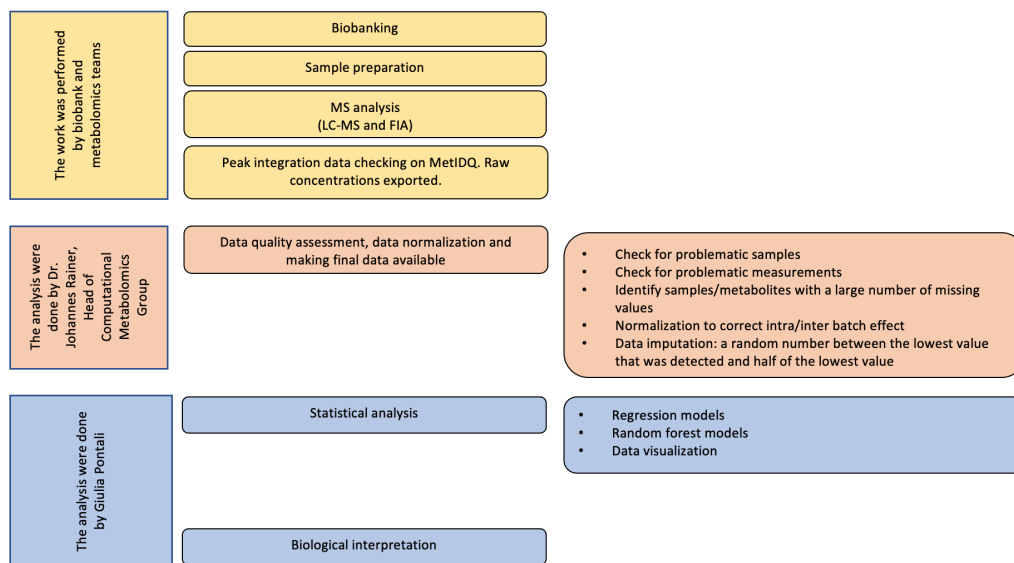 The work was performed
by biobank and
metabolomics teams
Biobanking
Sample preparation
MS analysis
(LC-MS and FIA)
Peak integration data checking on MetIDQ. Raw
concentrations exported.
The analysis were
done by Dr.
Johannes Rainer,
Head of
Computational
Metabolomics
Group
Data quality assessment, data normalization and
making final data available
• Check for problematic samples
• Check for problematic measurements
• Identify samples/metabolites with a large number of missing
values
• Normalization to correct intra/inter batch effect
• Data imputation: a random number between the lowest value
that was detected and half of the lowest value
The analysis were done
by Giulia Pontali
Statistical analysis
• Regression models
• Random forest models
• Data visualization
Biological interpretation